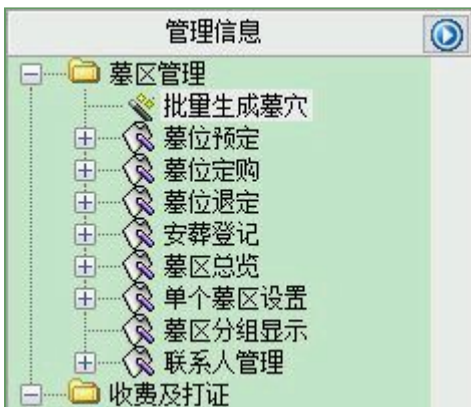 管理信息
墓区管理
批量生成墓穴
墓位预定
墓位定购
墓位退定
安葬登记
墓区总览
单个墓区设置
墓区分组显示
联系人管理
收费及打证